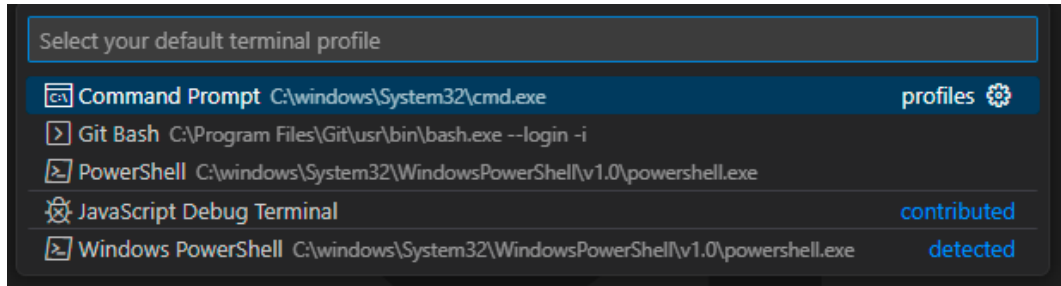 Select your default terminal profile
Command Prompt C:\windows\System32\cmd.exe profiles
Git Bash C:\Program Files\Git\usr\bin\bash.exe --login -i
PowerShell C:\windows\System32\WindowsPowerShell\v1.0\powershell.exe
JavaScript Debug Terminal contributed
Windows PowerShell C:\windows\System32\WindowsPowerShell\v1.0\powershell.exe detected